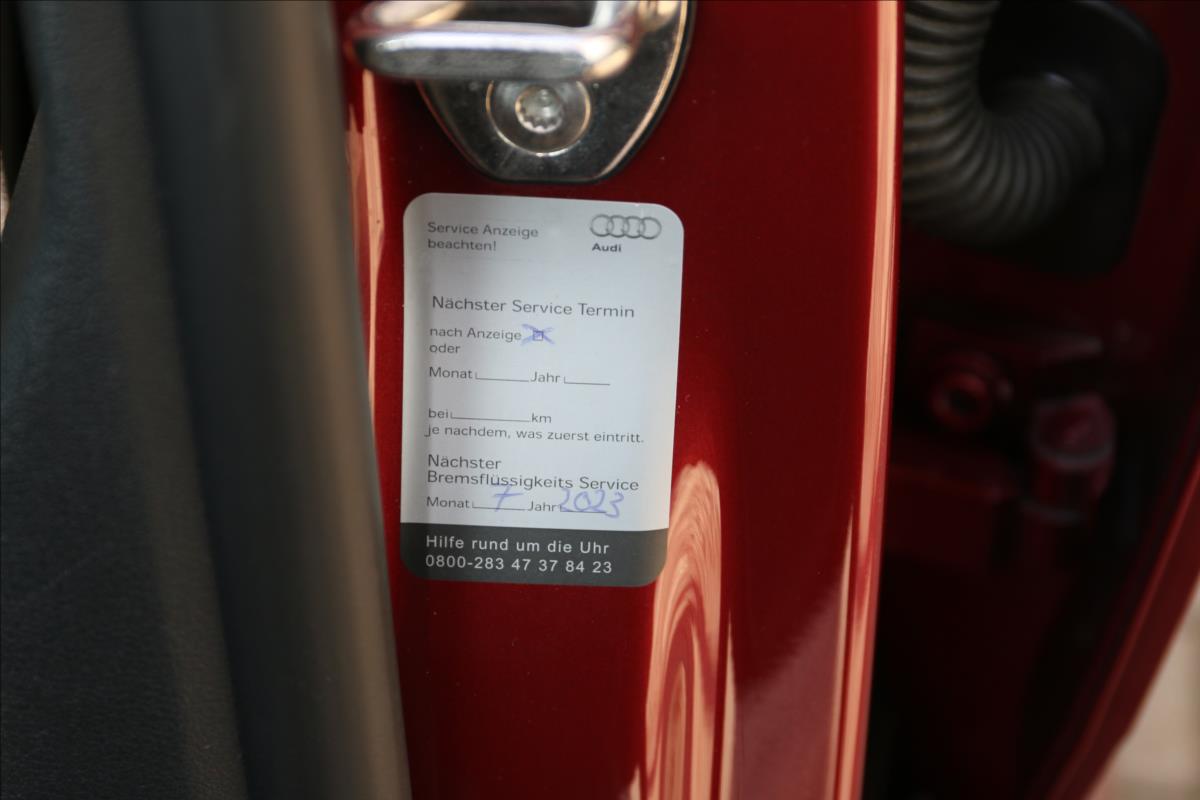 Service Anzeige
beachten!
Audi
Nächster Service Termin
nach Anzeige
oder
Monat Jahr
bei km
je nachdem, was zuerst eintritt.
Nächster
Bremsflüssigkeits Service
Monat 7 Jahr 2023
Hilfe rund um die Uhr
0800-283 47 37 84 23